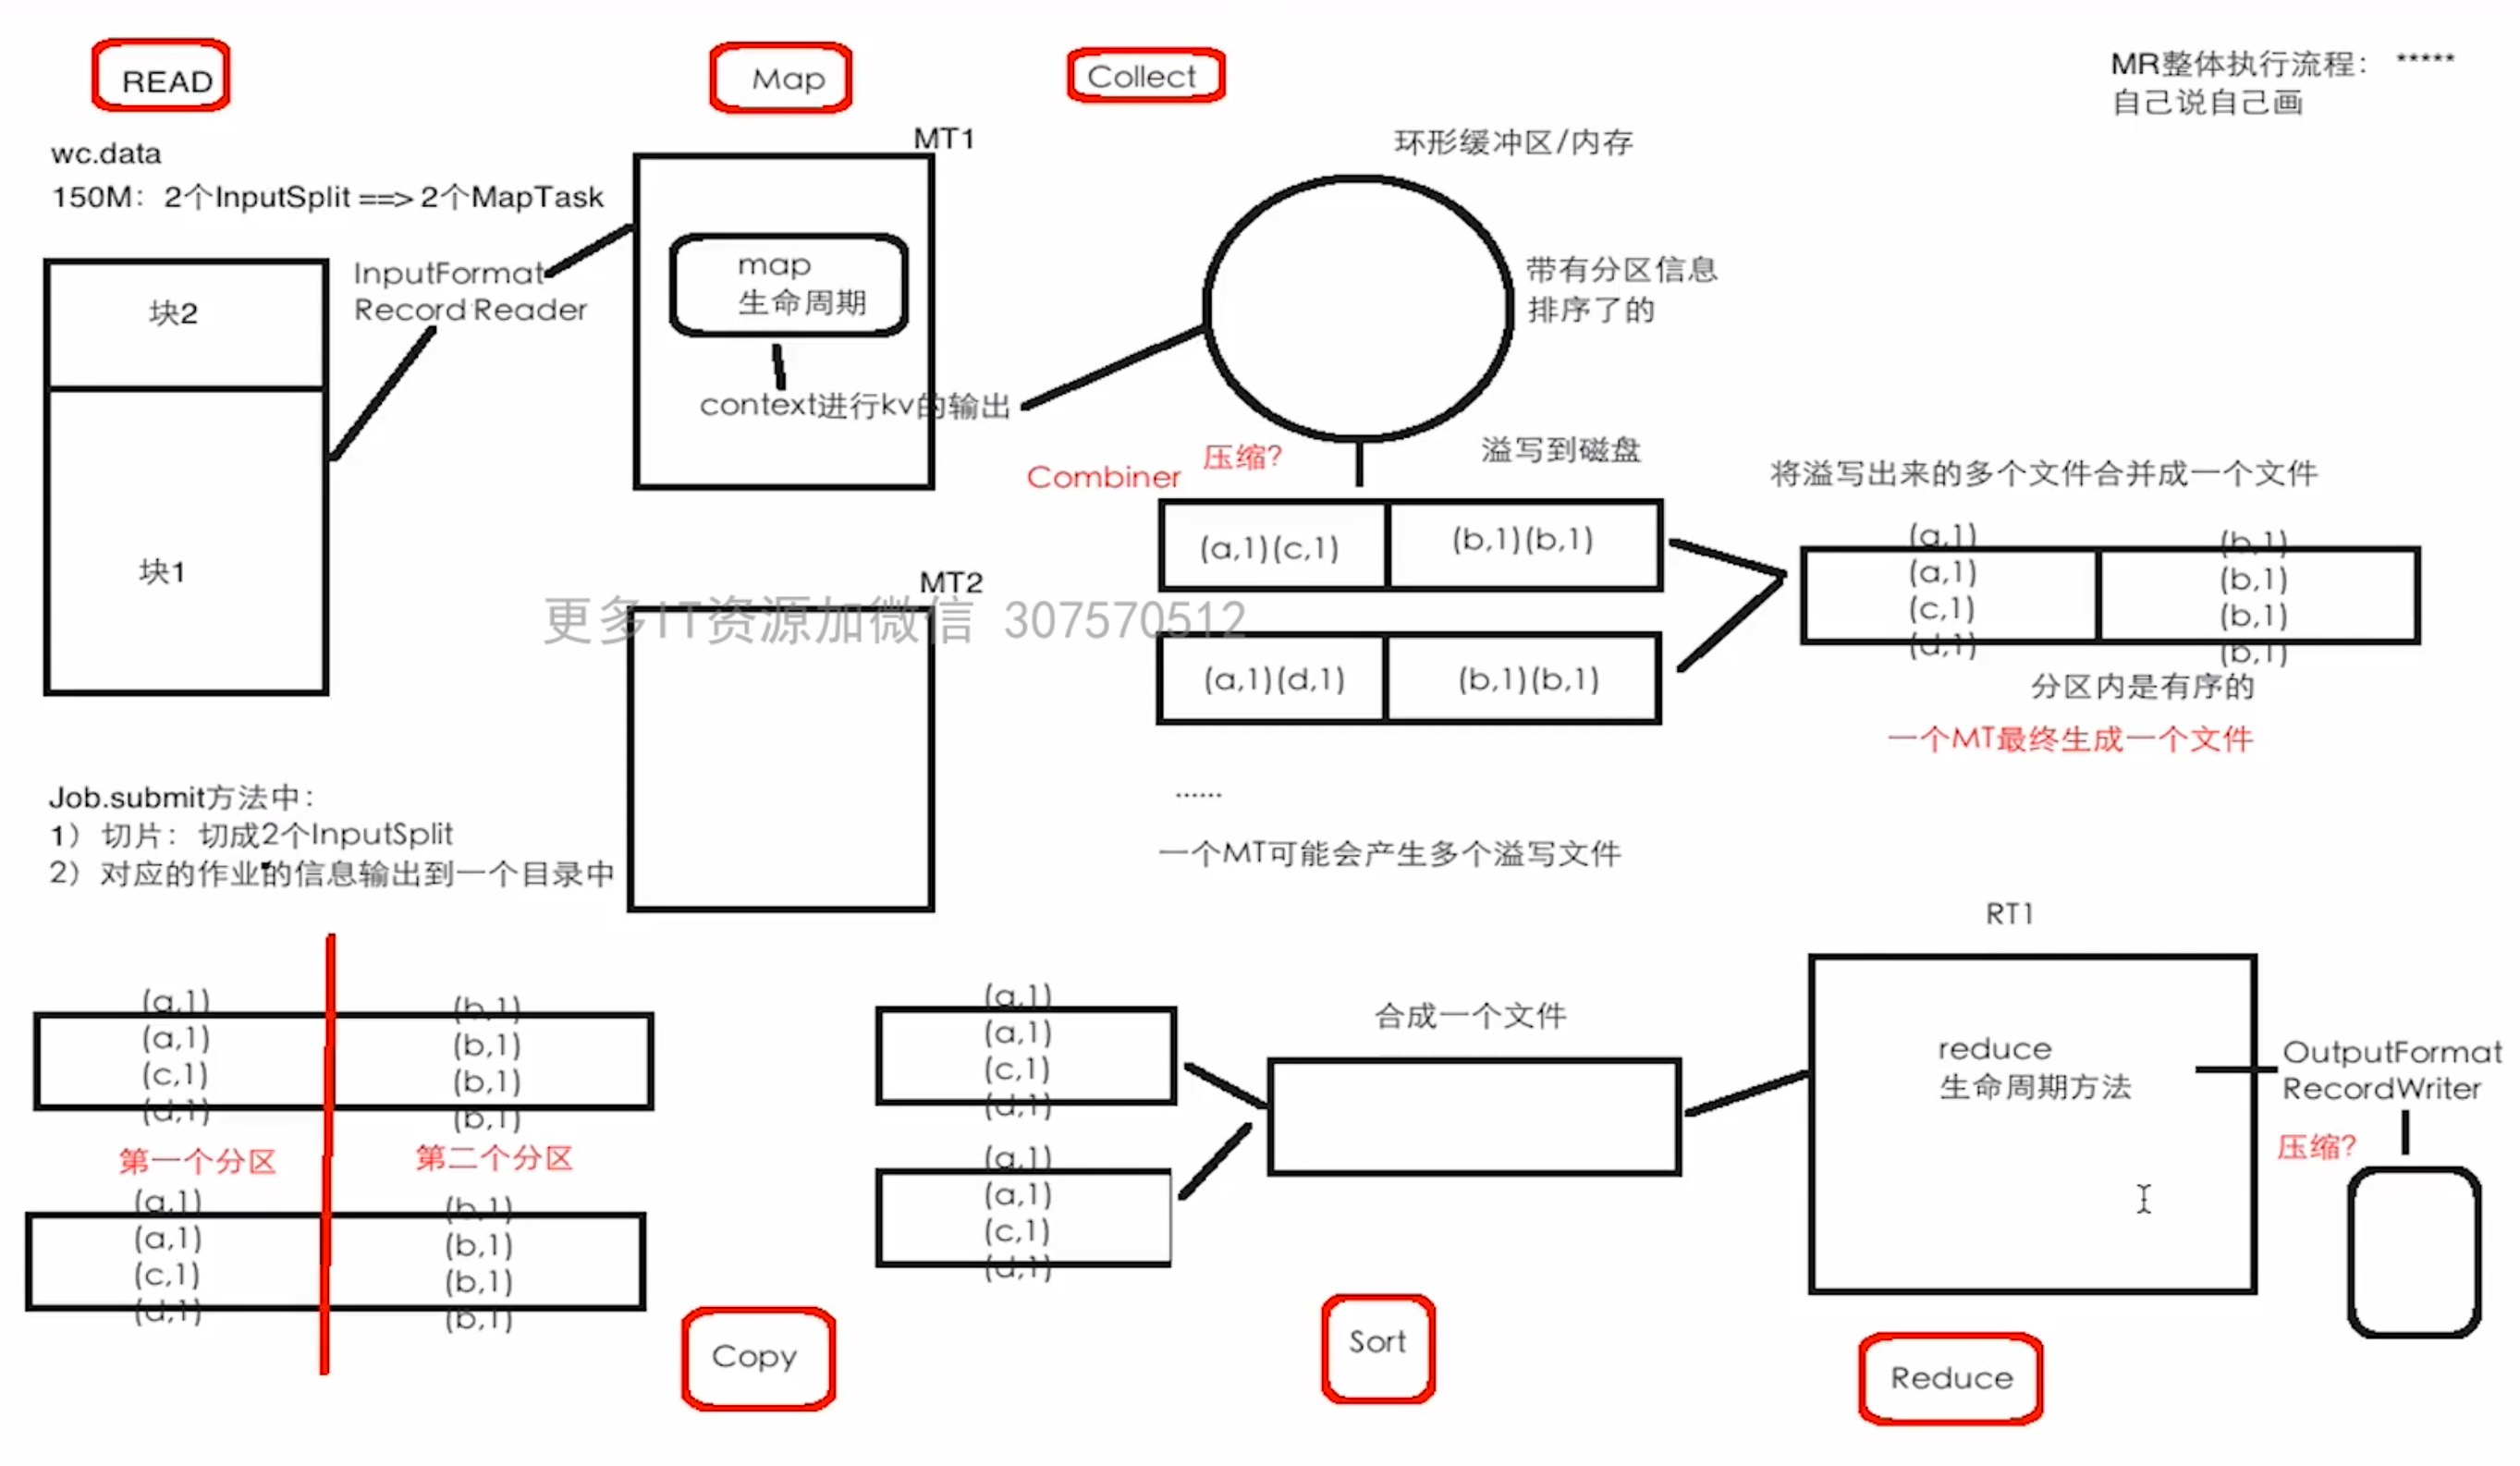 READ
Map
Collect
MR整体执行流程： *****
自己说自己画
wc.data
150M：2个InputSplit ==> 2个MapTask
MT1
环形缓冲区/内存
块2
InputFormat
Record Reader
map
生命周期
带有分区信息
排序了的
context进行kv的输出
Combiner
压缩?
溢写到磁盘
将溢写出来的多个文件合并成一个文件
块1
(a,1)(c,1)
(b,1)(b,1)
(a,1)
(a,1)
(c,1)
(d,1)
(b,1)
(b,1)
(b,1)
(b,1)
MT2
更多IT资源加微信 307570512
(a,1)(d,1)
(b,1)(b,1)
分区内是有序的
一个MT最终生成一个文件
......
一个MT可能会产生多个溢写文件
Job.submit方法中：
1）切片：切成2个InputSplit
2）对应的作业的信息输出到一个目录中
(a,1)
(a,1)
(c,1)
(d,1)
(b,1)
(b,1)
(b,1)
(b,1)
第一个分区
第二个分区
(a,1)
(a,1)
(c,1)
(d,1)
(b,1)
(b,1)
(b,1)
(b,1)
Copy
(a,1)
(a,1)
(c,1)
(d,1)
(a,1)
(a,1)
(c,1)
(d,1)
合成一个文件
Sort
RT1
reduce
生命周期方法
OutputFormat
RecordWriter
压缩?
Reduce